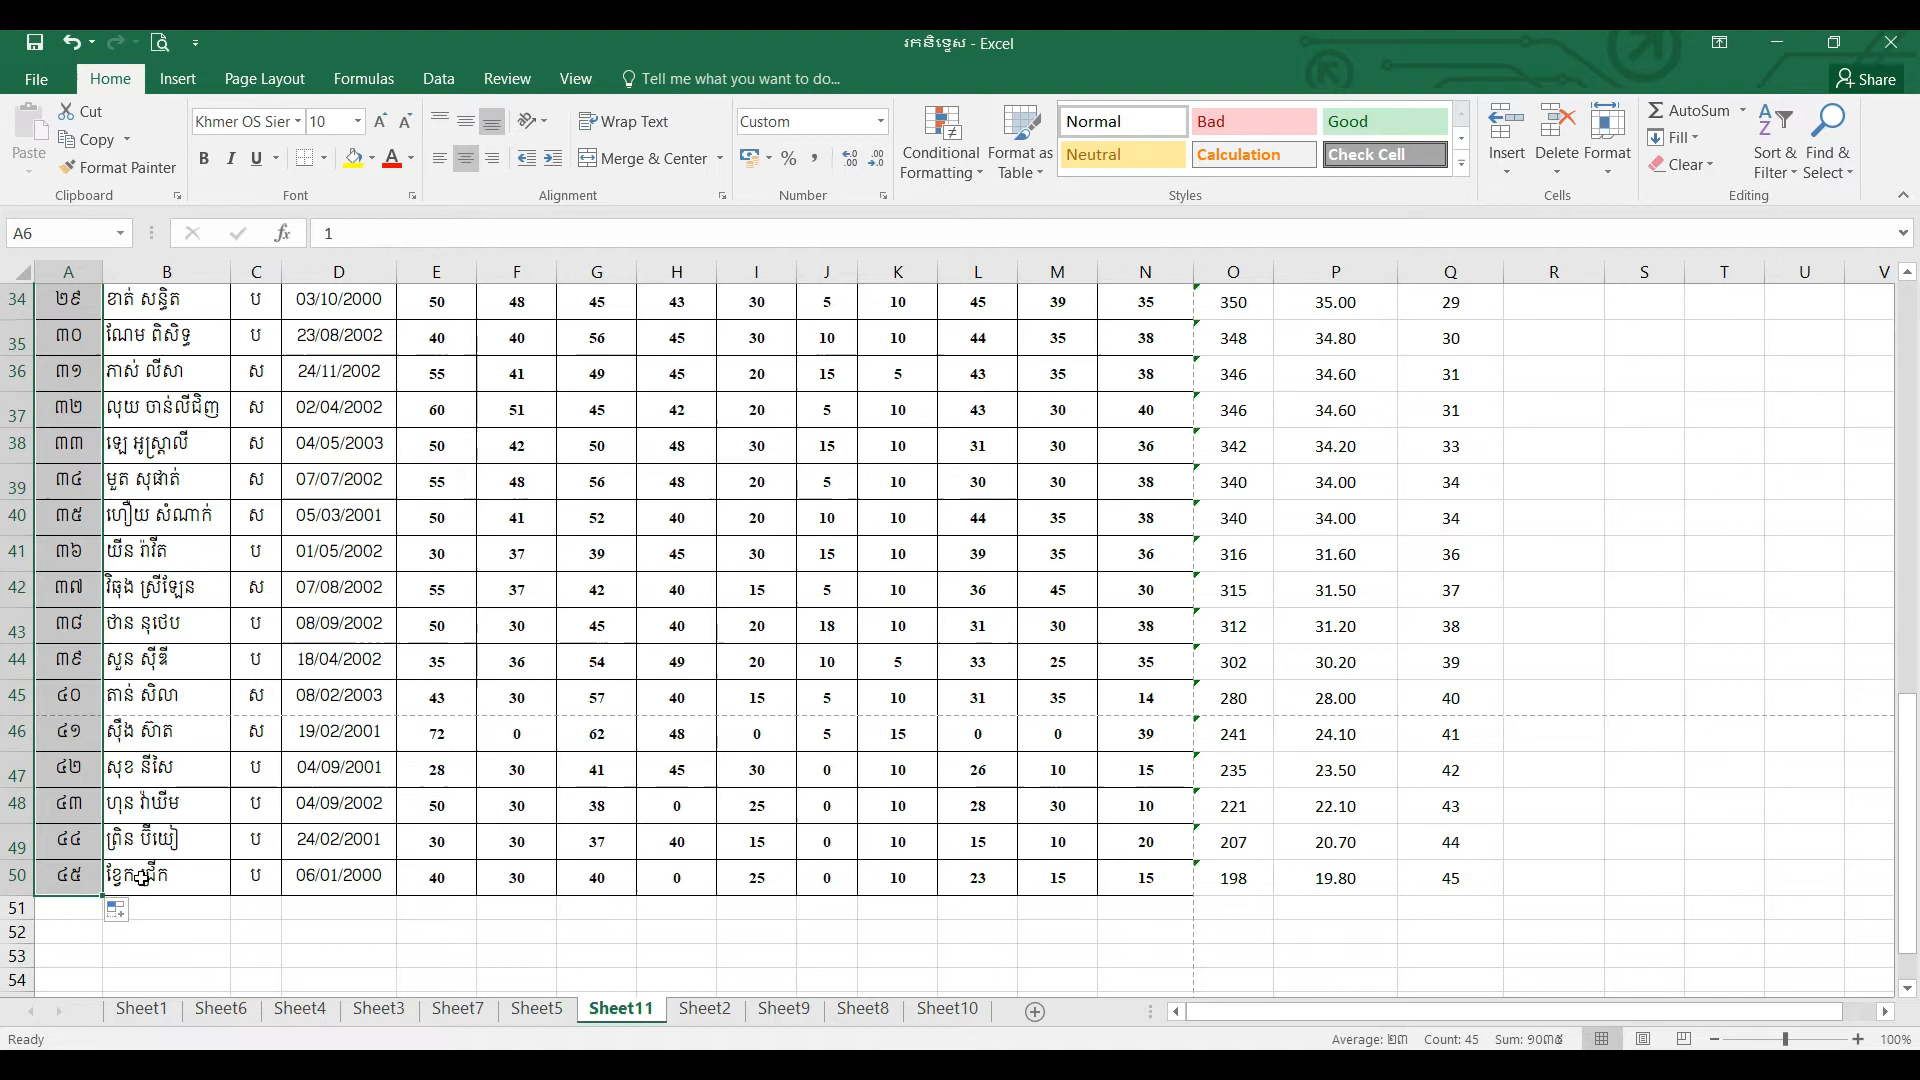 រកនិទ្ទេស - Excel
File Home Insert Page Layout Formulas Data Review View Tell me what you want to do... Share
Paste Cut Copy Format Painter Clipboard
Khmer OS Sier 10 B I U A Font
Wrap Text Merge & Center Alignment
Custom % , Number
Conditional Formatting Format as Table
Normal Bad Good
Neutral Calculation Check Cell
Styles
Insert Delete Format Cells
AutoSum Fill Clear Sort & Filter Find & Select Editing
A6 fx 1
A B C D E F G H I J K L M N O P Q R S T U V
34 ២៩ ខាត់ សន្ធិត ប 03/10/2000 50 48 45 43 30 5 10 45 39 35 350 35.00 29
35 ៣០ ណែម ពិសិទ្ធ ប 23/08/2002 40 40 56 45 30 10 10 44 35 38 348 34.80 30
36 ៣១ ភាស់ លីសា ស 24/11/2002 55 41 49 45 20 15 5 43 35 38 346 34.60 31
37 ៣២ លុយ ចាន់លីជិញ ស 02/04/2002 60 51 45 42 20 5 10 43 30 40 346 34.60 31
38 ៣៣ ឡេ អូស្ត្រាលី ស 04/05/2003 50 42 50 48 30 15 10 31 30 36 342 34.20 33
39 ៣៤ មួត សុផាត់ ស 07/07/2002 55 48 56 48 20 5 10 30 30 38 340 34.00 34
40 ៣៥ ហឿយ សំណាក់ ស 05/03/2001 50 41 52 40 20 10 10 44 35 38 340 34.00 34
41 ៣៦ យីន រ៉ាវីត ប 01/05/2002 30 37 39 45 30 15 10 39 35 36 316 31.60 36
42 ៣៧ វិធុង ស្រីឡែន ស 07/08/2002 55 37 42 40 15 5 10 36 45 30 315 31.50 37
43 ៣៨ ថាន នុថេប ប 08/09/2002 50 30 45 40 20 18 10 31 30 38 312 31.20 38
44 ៣៩ សួន ស៊ីឌី ប 18/04/2002 35 36 54 49 20 10 5 33 25 35 302 30.20 39
45 ៤០ តាន់ សិលា ស 08/02/2003 43 30 57 40 15 5 10 31 35 14 280 28.00 40
46 ៤១ ស៊ឹង ស៊ាត ស 19/02/2001 72 0 62 48 0 5 15 0 0 39 241 24.10 41
47 ៤២ សុខ នីសៃ ប 04/09/2001 28 30 41 45 30 0 10 26 10 15 235 23.50 42
48 ៤៣ ហុន វ៉ាឃីម ប 04/09/2002 50 30 38 0 25 0 10 28 30 10 221 22.10 43
49 ៤៤ ព្រិន ប៊ីយៀ ប 24/02/2001 30 30 37 40 15 0 10 15 10 20 207 20.70 44
50 ៤៥ ខ្វែក ប 06/01/2000 40 30 40 0 25 0 10 23 15 15 198 19.80 45
51
52
53
54
Sheet1 Sheet6 Sheet4 Sheet3 Sheet7 Sheet5 Sheet11 Sheet2 Sheet9 Sheet8 Sheet10
Ready Average: ២៣ Count: 45 Sum: ១០៣៥ 100%